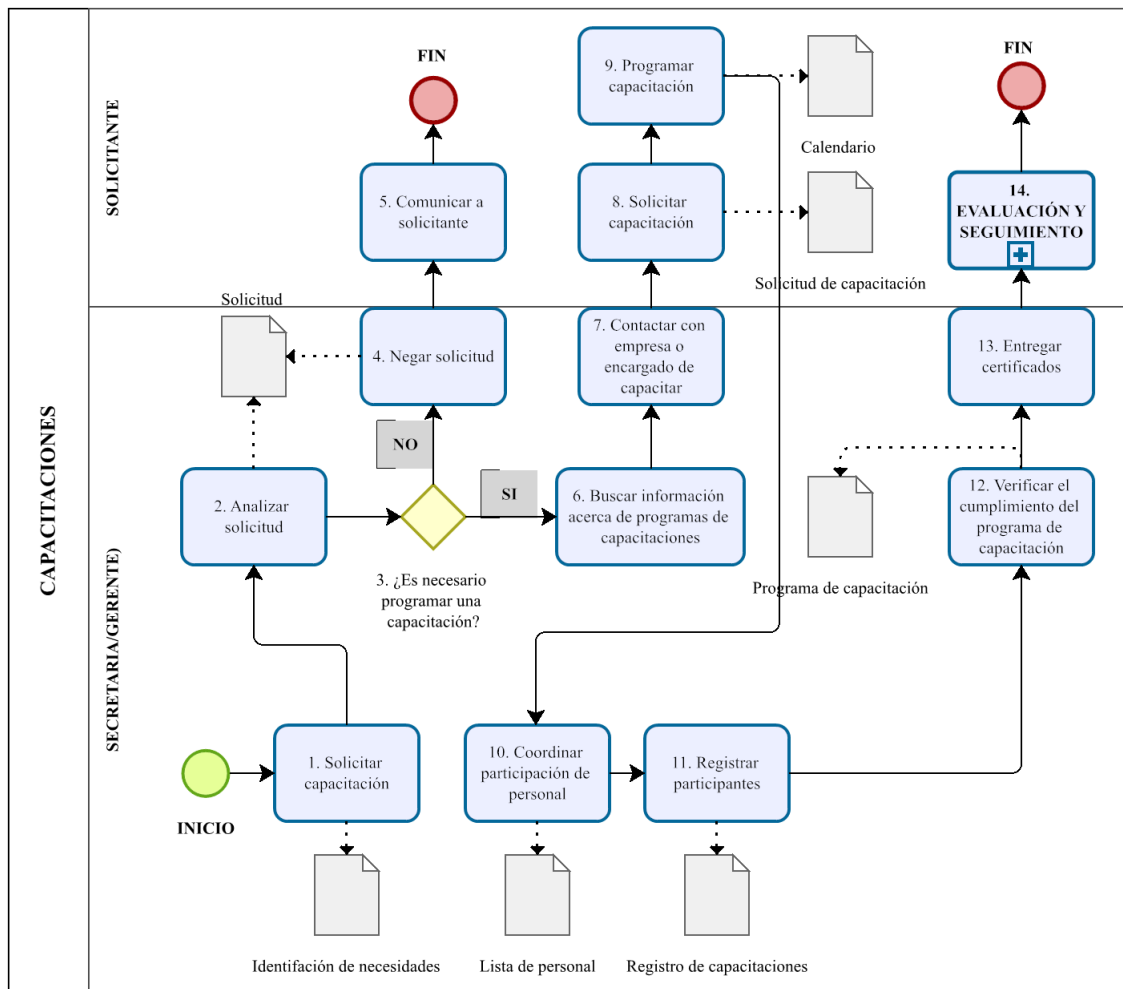 CAPACITACIONES
SOLICITANTE
SECRETARIA/GERENTE)
FIN
5. Comunicar a
solicitante
9. Programar
capacitación
Calendario
8. Solicitar
capacitación
Solicitud de capacitación
FIN
14.
EVALUACIÓN Y
SEGUIMIENTO
Solicitud
4. Negar solicitud
7. Contactar con
empresa o
encargado de
capacitar
13. Entregar
certificados
NO
SI
2. Analizar
solicitud
3. ¿Es necesario
programar una
capacitación?
6. Buscar información
acerca de programas de
capacitaciones
12. Verificar el
cumplimiento del
programa de
capacitación
Programa de capacitación
INICIO
1. Solicitar
capacitación
10. Coordinar
participación de
personal
11. Registrar
participantes
Identifación de necesidades
Lista de personal
Registro de capacitaciones